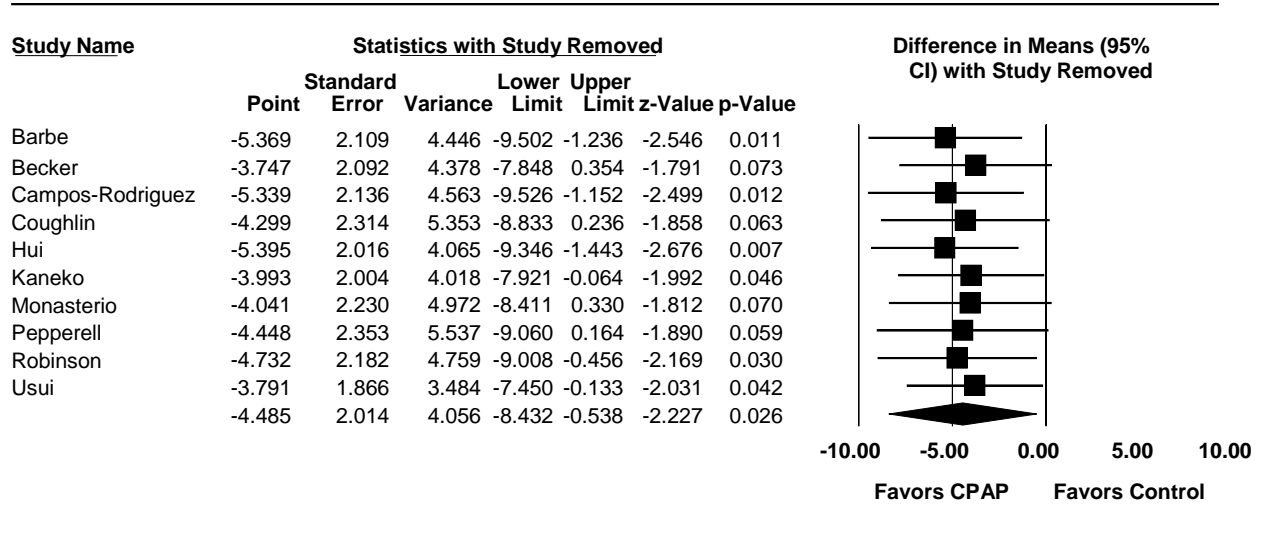 Study Name Statistics with Study Removed Difference in Means (95%
CI) with Study Removed
Standard Lower Upper
Point Error Variance Limit Limit z-Value p-Value
Barbe -5.369 2.109 4.446 -9.502 -1.236 -2.546 0.011
Becker -3.747 2.092 4.378 -7.848 0.354 -1.791 0.073
Campos-Rodriguez -5.339 2.136 4.563 -9.526 -1.152 -2.499 0.012
Coughlin -4.299 2.314 5.353 -8.833 0.236 -1.858 0.063
Hui -5.395 2.016 4.065 -9.346 -1.443 -2.676 0.007
Kaneko -3.993 2.004 4.018 -7.921 -0.064 -1.992 0.046
Monasterio -4.041 2.230 4.972 -8.411 0.330 -1.812 0.070
Pepperell -4.448 2.353 5.537 -9.060 0.164 -1.890 0.059
Robinson -4.732 2.182 4.759 -9.008 -0.456 -2.169 0.030
Usui -3.791 1.866 3.484 -7.450 -0.133 -2.031 0.042
-4.485 2.014 4.056 -8.432 -0.538 -2.227 0.026
-10.00 -5.00 0.00 5.00 10.00
Favors CPAP Favors Control